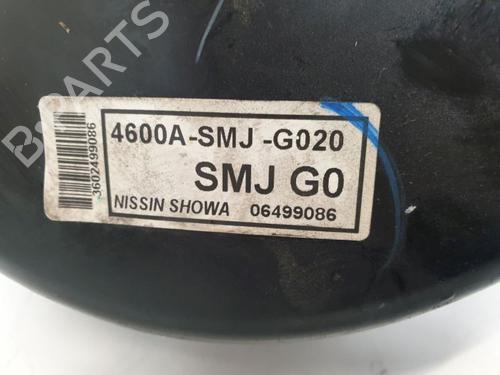 4600A-SMJ -G020
SMJ G0
NISSIN SHOWA 06499086
3602499086